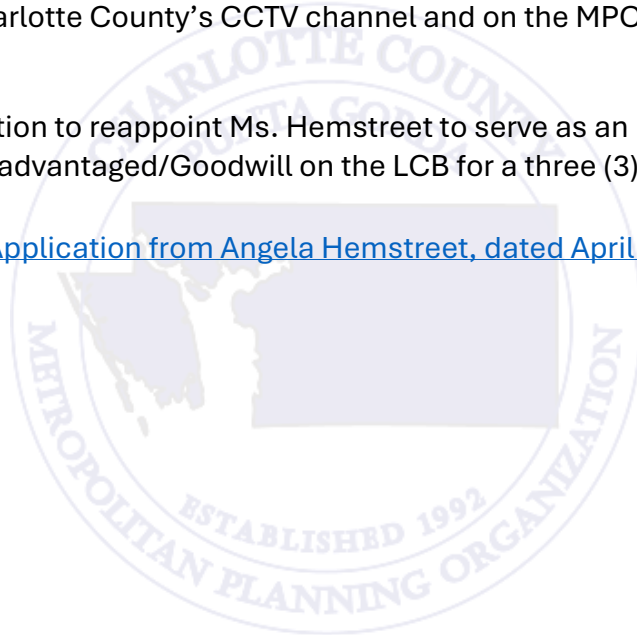 arlotte County’s CCTV channel and on the MPO
tion to reappoint Ms. Hemstreet to serve as an
advantaged/Goodwill on the LCB for a three (3)
Application from Angela Hemstreet, dated April
CHARLOTTE COUNTY
PUNTA GORDA
METROPOLITAN PLANNING ORGANIZATION
ESTABLISHED 1992